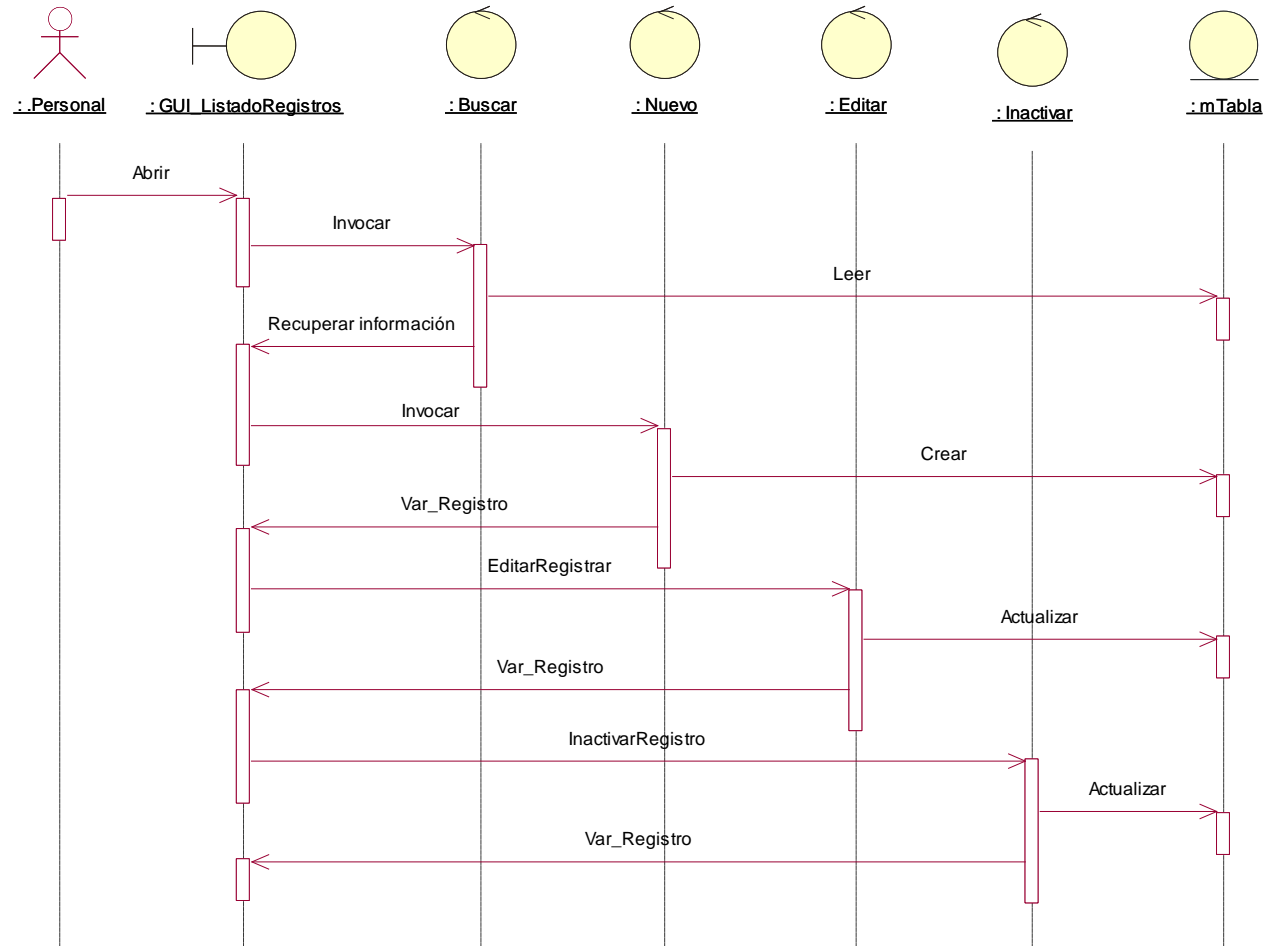 : .Personal
: GUI_ListadoRegistros
: Buscar
: Nuevo
: Editar
: Inactivar
: mTabla
Abrir
Invocar
Leer
Recuperar información
Invocar
Crear
Var_Registro
EditarRegistrar
Actualizar
Var_Registro
InactivarRegistro
Actualizar
Var_Registro